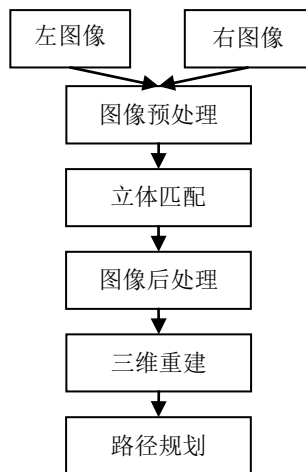 左图像
右图像
图像预处理
立体匹配
图像后处理
三维重建
路径规划